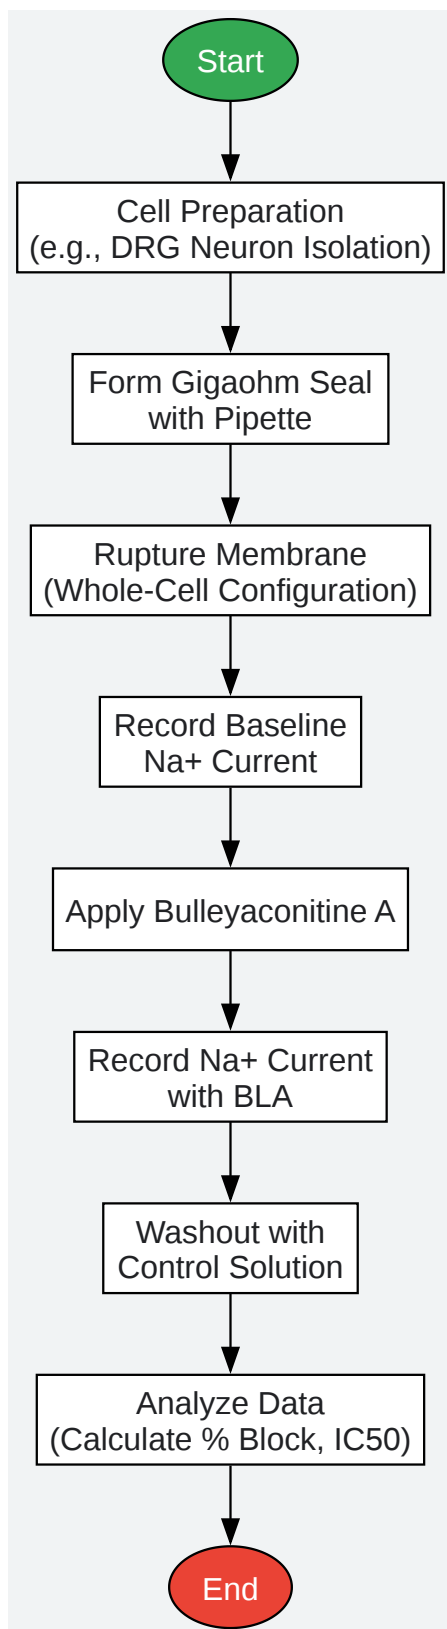 Start
Cell Preparation
(e.g., DRG Neuron Isolation)
Form Gigaohm Seal
with Pipette
Rupture Membrane
(Whole-Cell Configuration)
Record Baseline
Na+ Current
Apply Bulleyaconitine A
Record Na+ Current
with BLA
Washout with
Control Solution
Analyze Data
(Calculate % Block, IC50)
End